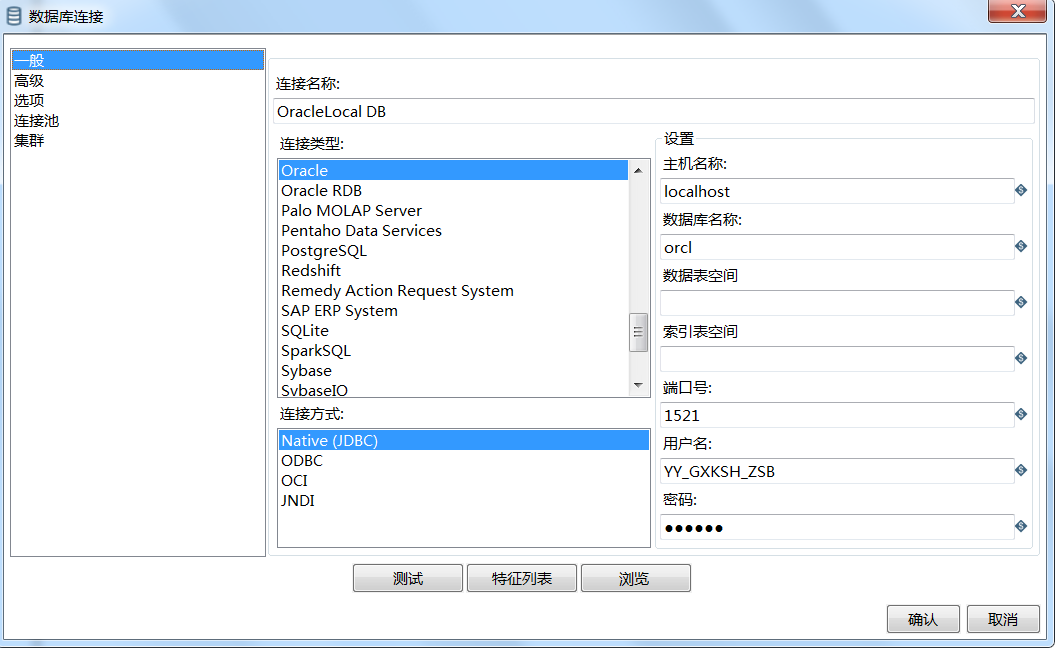 数据库连接
一般
高级
选项
连接池
集群
连接名称:
OracleLocal DB
连接类型:
Oracle
Oracle RDB
Palo MOLAP Server
Pentaho Data Services
PostgreSQL
Redshift
Remedy Action Request System
SAP ERP System
SQLite
SparkSQL
Sybase
SybaseIQ
连接方式:
Native (JDBC)
ODBC
OCI
JNDI
设置
主机名称:
localhost
数据库名称:
orcl
数据表空间
索引表空间
端口号:
1521
用户名:
YY_GXKSH_ZSB
密码:
●●●●●●
测试
特征列表
浏览
确认
取消